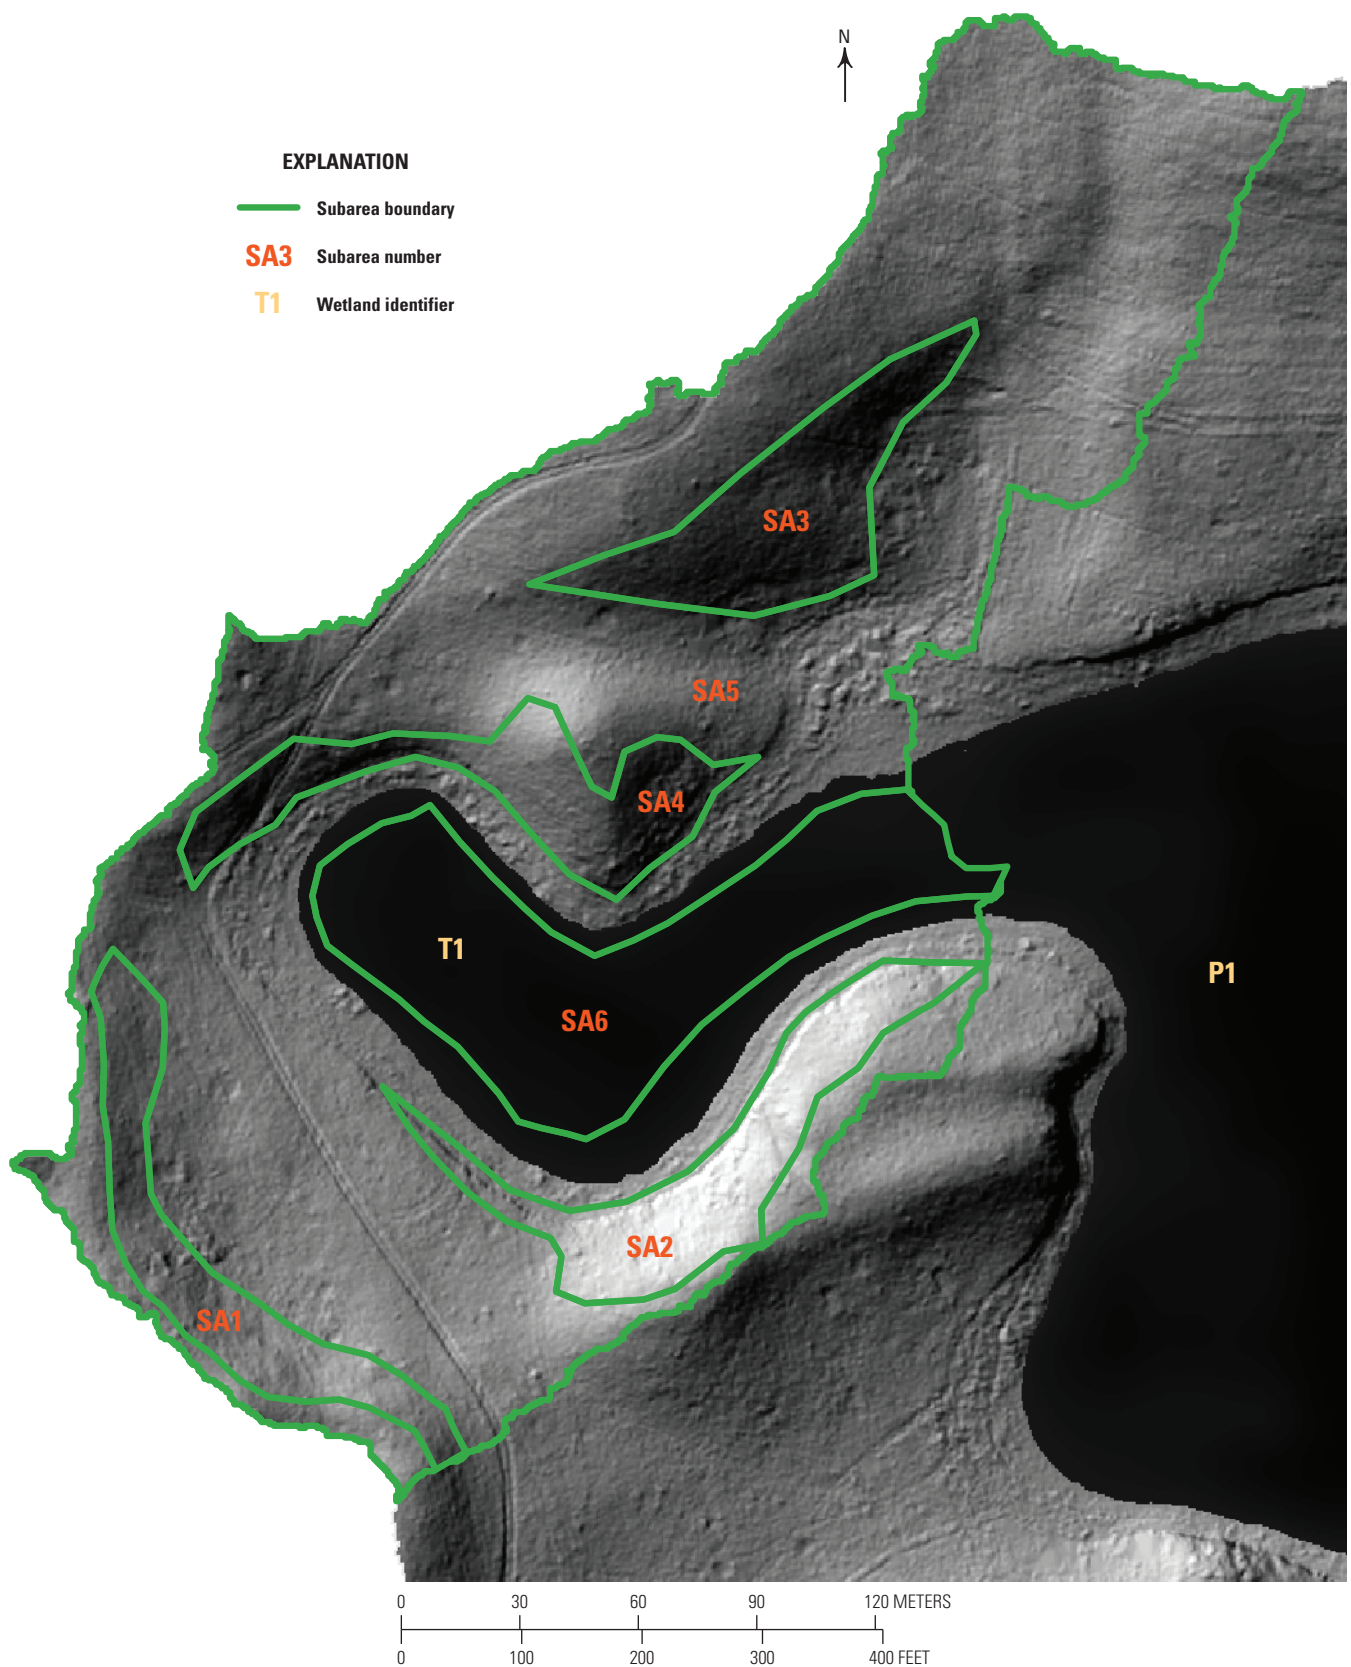 N
EXPLANATION
Subarea boundary
SA3 Subarea number
T1 Wetland identifier
SA3
SA5
SA4
T1
P1
SA6
SA2
SA1
0 30 60 90 120 METERS
0 100 200 300 400 FEET